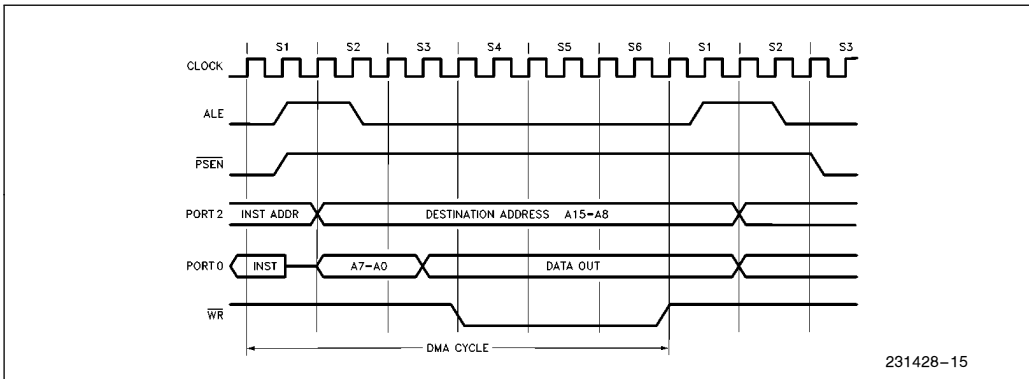 S1 S2 S3 S4 S5 S6 S1 S2 S3
CLOCK
ALE
PSEN
PORT 2 INST ADDR DESTINATION ADDRESS A15-A8
PORT 0 INST A7-A0 DATA OUT
WR
DMA CYCLE
231428-15